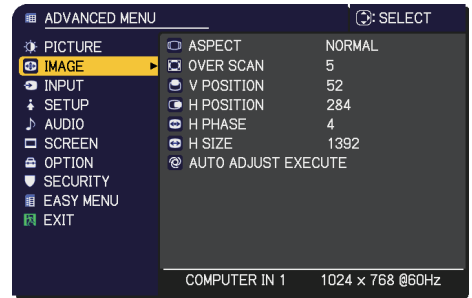 ADVANCED MENU : SELECT
PICTURE
IMAGE
INPUT
SETUP
AUDIO
SCREEN
OPTION
SECURITY
EASY MENU
EXIT
ASPECT NORMAL
OVER SCAN 5
V POSITION 52
H POSITION 284
H PHASE 4
H SIZE 1392
AUTO ADJUST EXECUTE
COMPUTER IN 1 1024 x 768 @60Hz